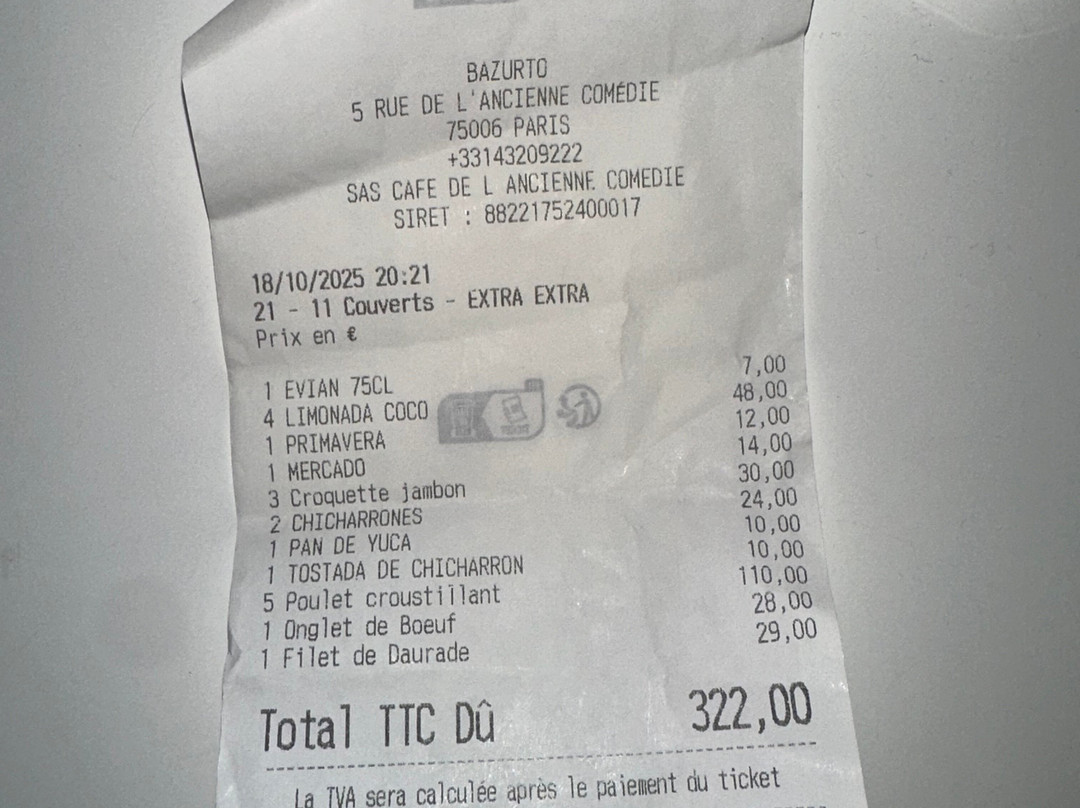 BAZURTO
5 RUE DE L'ANCIENNE COMÉDIE
75006 PARIS
+33143209222
SAS CAFE DE L ANCIENNE COMEDIE
SIRET : 88221752400017
18/10/2025 20:21
21 - 11 Couverts - EXTRA EXTRA
Prix en €
1 EVIAN 75CL 7,00
4 LIMONADA COCO 48,00
1 PRIMAVERA 12,00
1 MERCADO 14,00
3 Croquette jambon 30,00
2 CHICHARRONES 24,00
1 PAN DE YUCA 10,00
1 TOSTADA DE CHICHARRON 10,00
5 Poulet croustillant 110,00
1 Onglet de Boeuf 28,00
1 Filet de Daurade 29,00
Total TTC Dû 322,00
La TVA sera calculée après le paiement du ticket